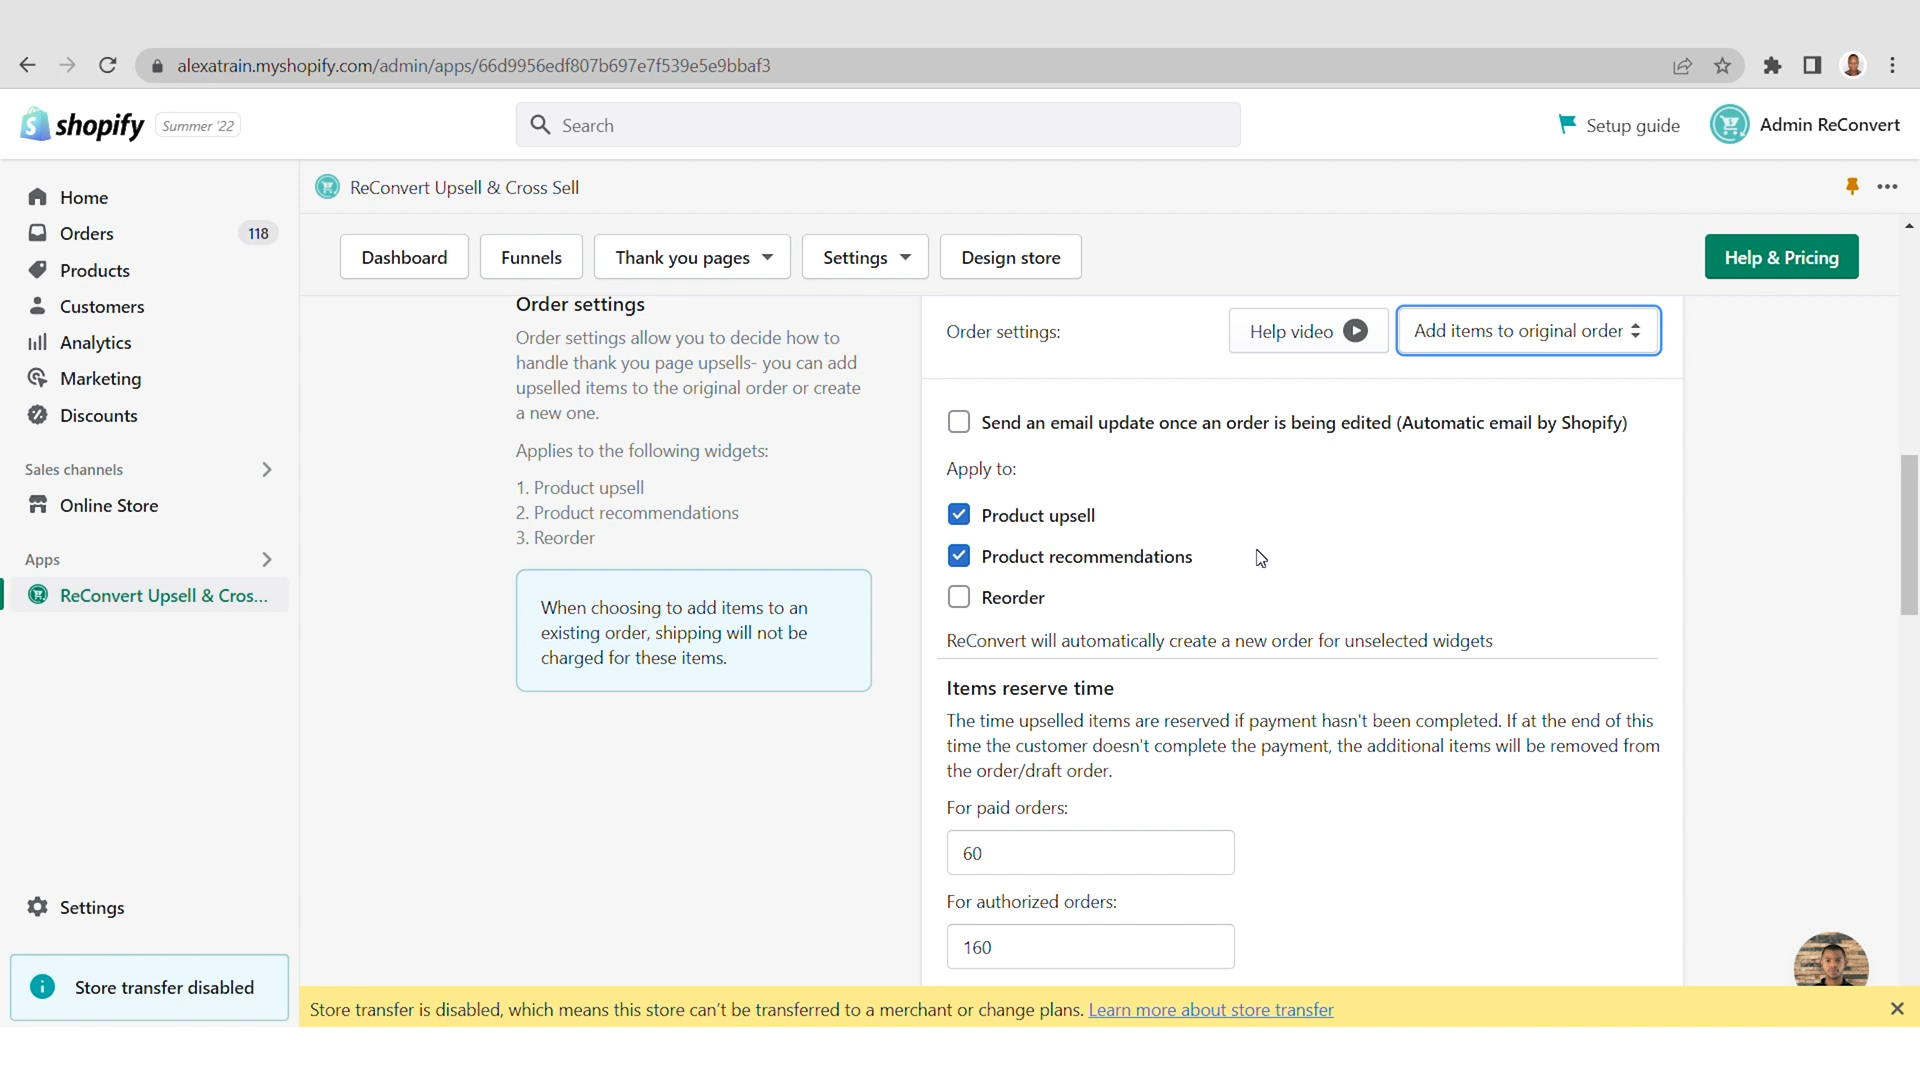 alexatrain.myshopify.com/admin/apps/66d9956edf807b697e7f539e5e9bbaf3
shopify
Summer '22
Search
Setup guide
Admin ReConvert
Home
Orders
118
Products
Customers
Analytics
Marketing
Discounts
Sales channels
Online Store
Apps
ReConvert Upsell & Cros...
Settings
Store transfer disabled
ReConvert Upsell & Cross Sell
Dashboard
Funnels
Thank you pages
Settings
Design store
Help & Pricing
Order settings
Order settings allow you to decide how to
handle thank you page upsells- you can add
upselled items to the original order or create
a new one.
Applies to the following widgets:
1. Product upsell
2. Product recommendations
3. Reorder
When choosing to add items to an
existing order, shipping will not be
charged for these items.
Order settings:
Help video
Add items to original order
Send an email update once an order is being edited (Automatic email by Shopify)
Apply to:
Product upsell
Product recommendations
Reorder
ReConvert will automatically create a new order for unselected widgets
Items reserve time
The time upselled items are reserved if payment hasn't been completed. If at the end of this
time the customer doesn't complete the payment, the additional items will be removed from
the order/draft order.
For paid orders:
60
For authorized orders:
160
Store transfer is disabled, which means this store can't be transferred to a merchant or change plans. Learn more about store transfer